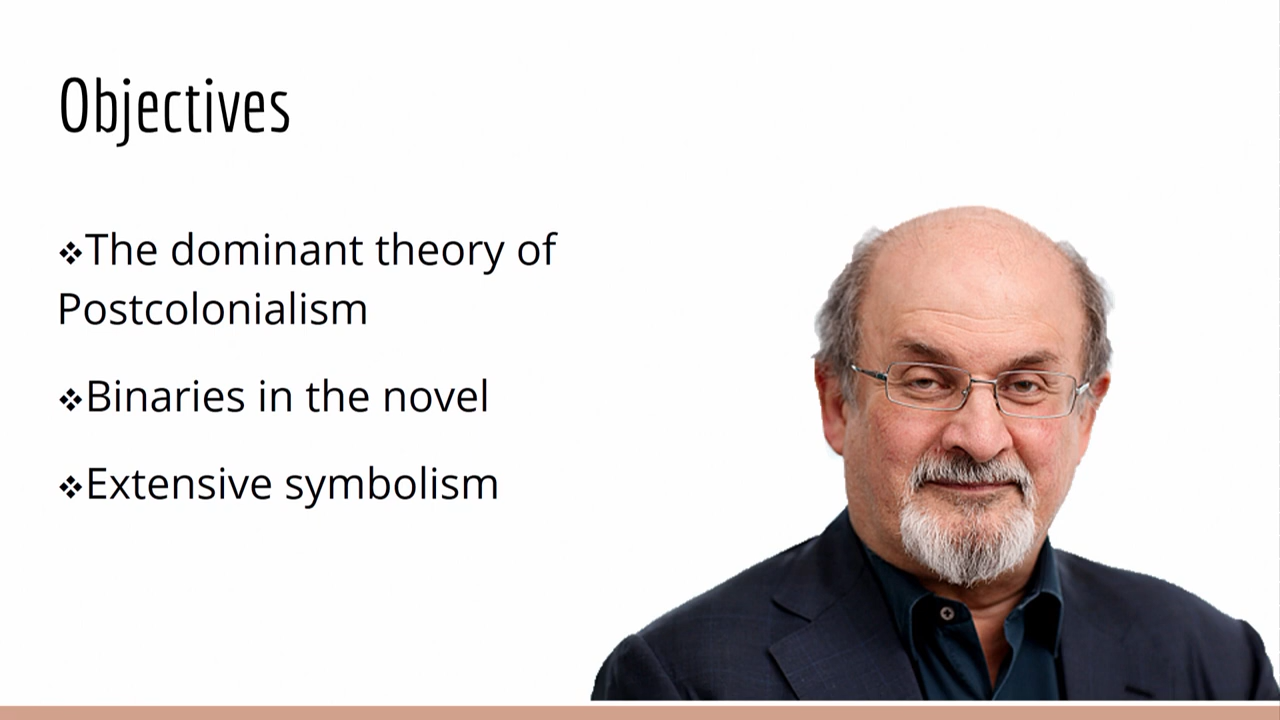 Objectives
❖The dominant theory of
Postcolonialism
❖Binaries in the novel
❖Extensive symbolism